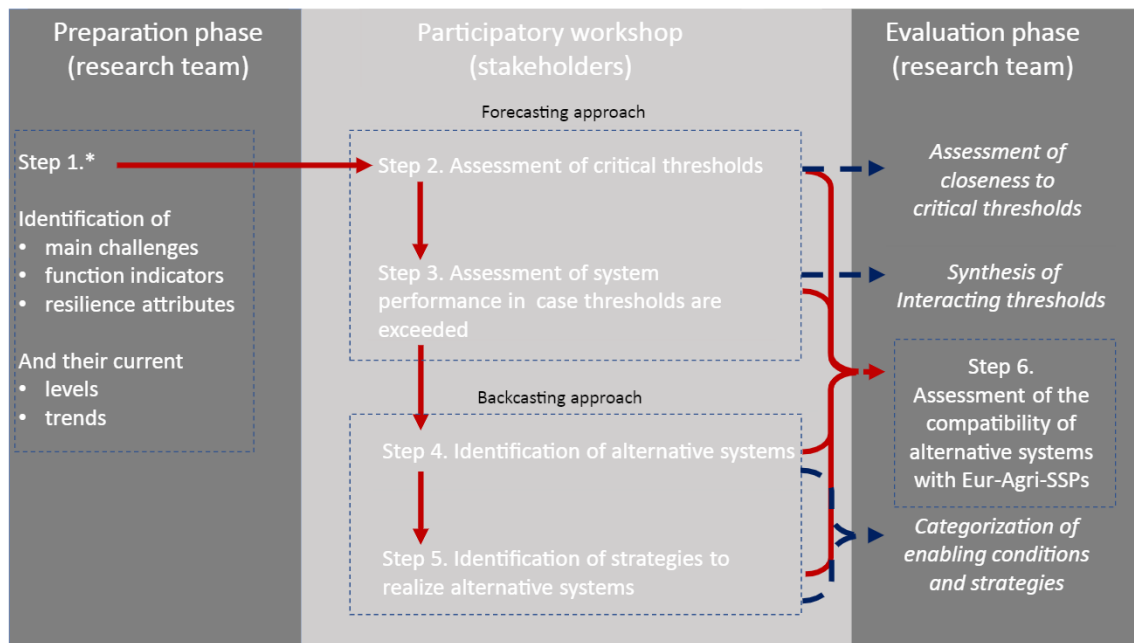 Preparation phase
(research team)
Step 1.*
Identification of
• main challenges
• function indicators
• resilience attributes
And their current
• levels
• trends
Participatory workshop
(stakeholders)
Forecasting approach
Step 2. Assessment of critical thresholds
Step 3. Assessment of system
performance in case thresholds are
exceeded
Backcasting approach
Step 4. Identification of alternative systems
Step 5. Identification of strategies to
realize alternative systems
Evaluation phase
(research team)
Assessment of
closeness to
critical thresholds
Synthesis of
Interacting thresholds
Step 6.
Assessment of the
compatibility of
alternative systems
with Eur-Agri-SSPs
Categorization of
enabling conditions
and strategies